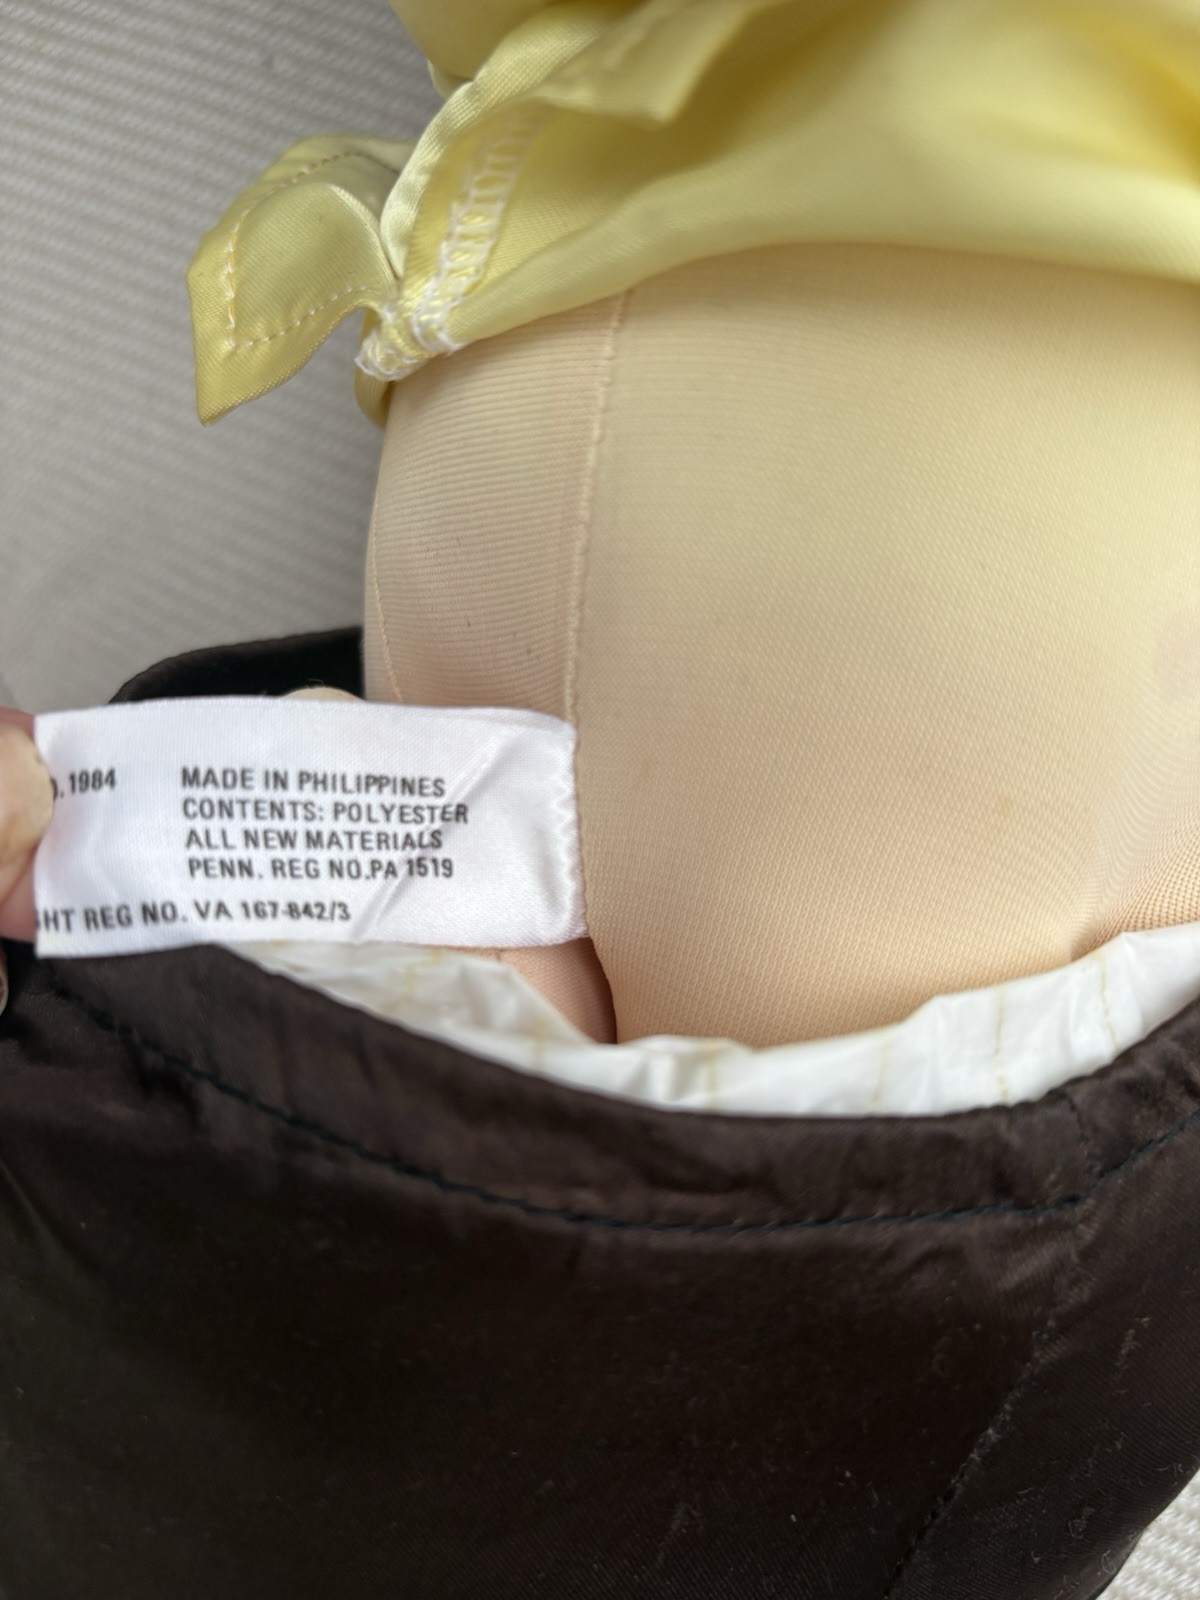 . 1984
MADE IN PHILIPPINES
CONTENTS: POLYESTER
ALL NEW MATERIALS
PENN. REG NO.PA 1519
HT REG NO. VA 167-842/3